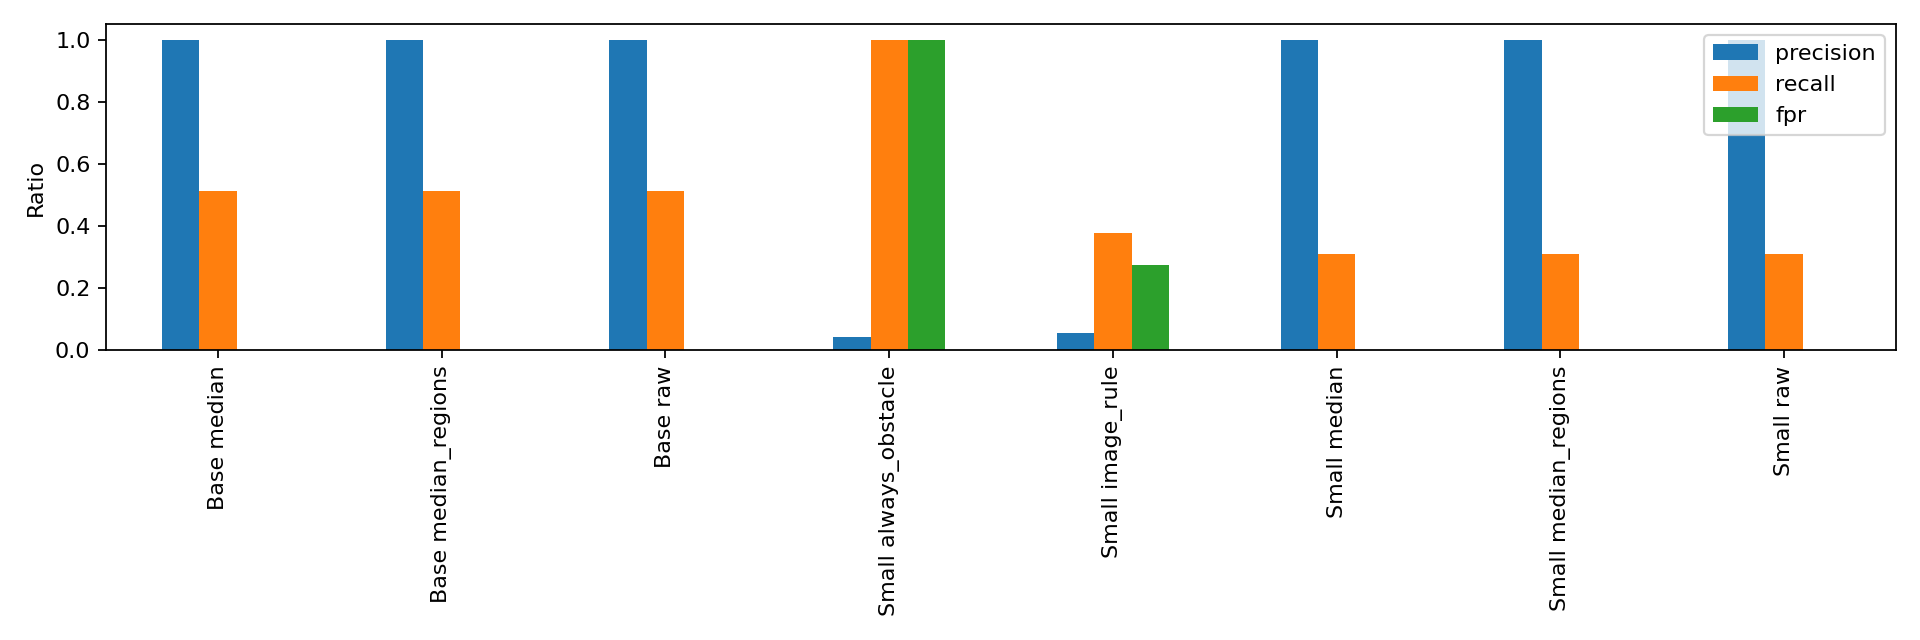 Ratio
1.0
0.8
0.6
0.4
0.2
0.0
precision
recall
fpr
Base median
Base median_regions
Base raw
Small always_obstacle
Small image_rule
Small median
Small median_regions
Small raw